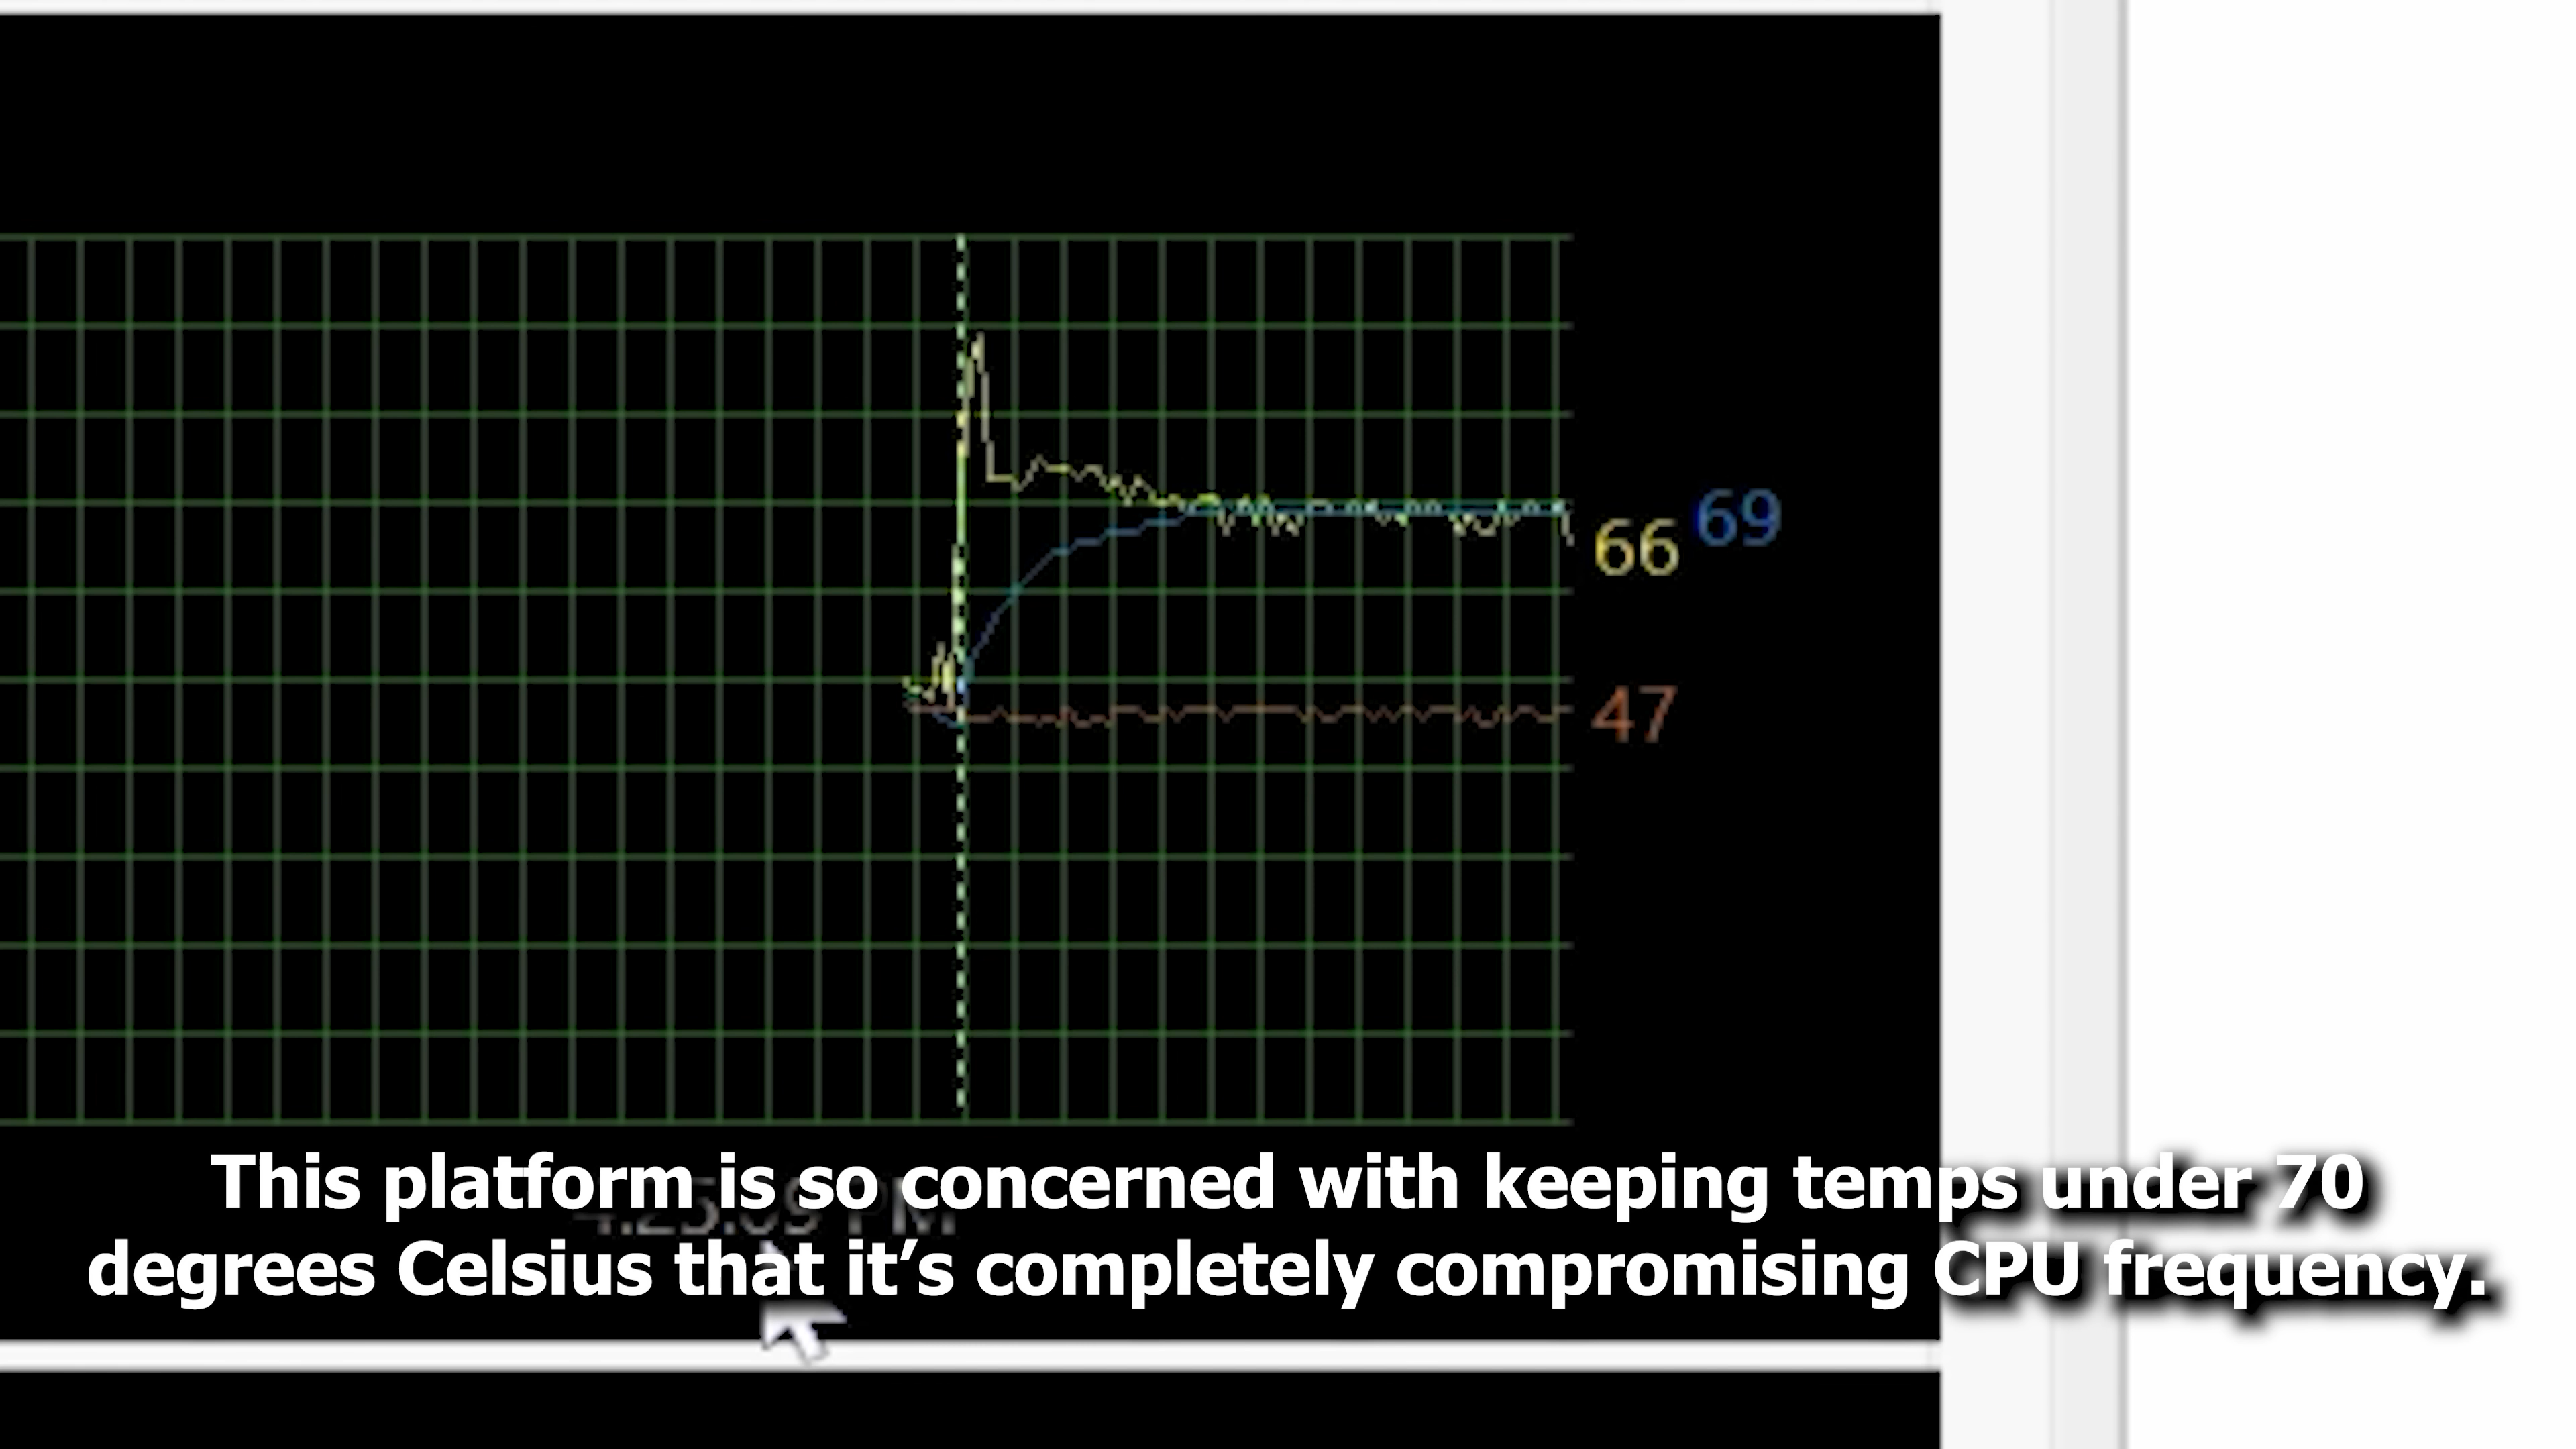 69
66
47
This platform is so concerned with keeping temps under 70
degrees Celsius that it’s completely compromising CPU frequency.